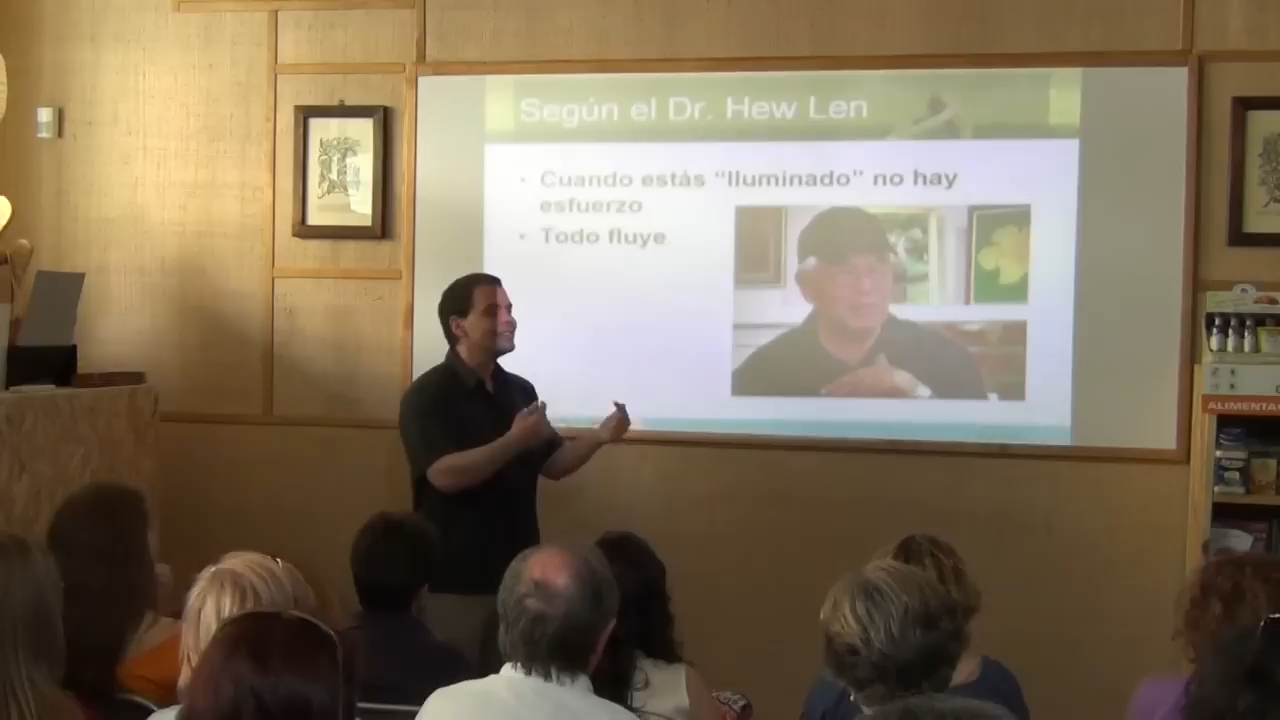 Según el Dr. Hew Len
• Cuando estás “Iluminado” no hay
esfuerzo
• Todo fluye
ALIMENTA